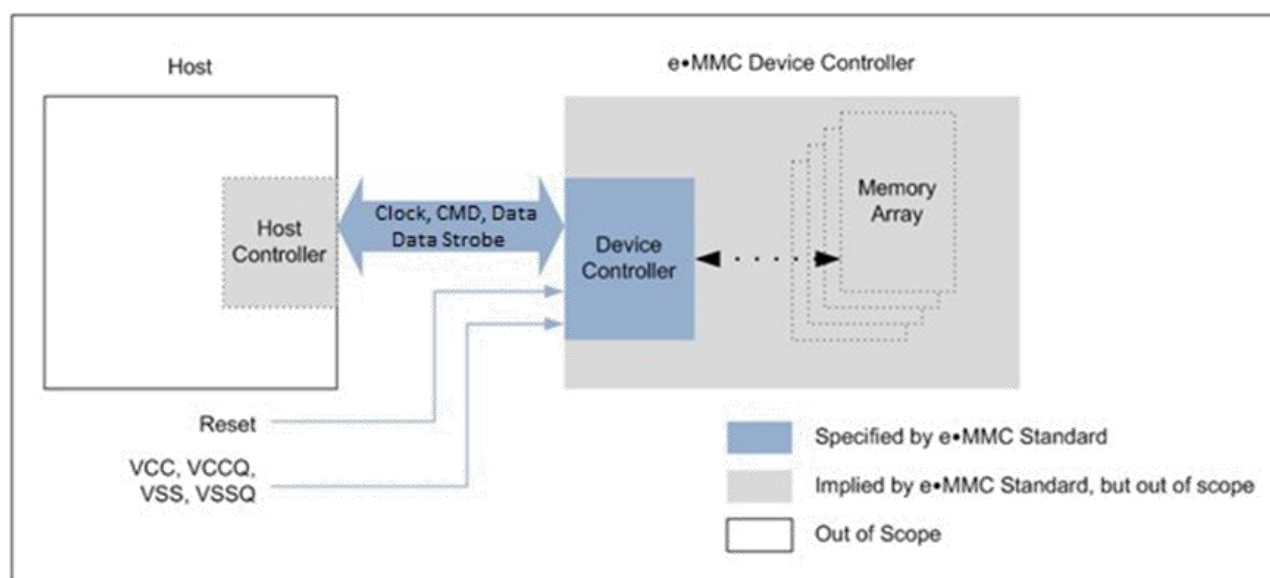 Host
e•MMC Device Controller
Memory
Array
Clock, CMD, Data
Data Strobe
Host
Controller
Device
Controller
Reset
VCC, VCCQ,
VSS, VSSQ
Specified by e•MMC Standard
Implied by e•MMC Standard, but out of scope
Out of Scope